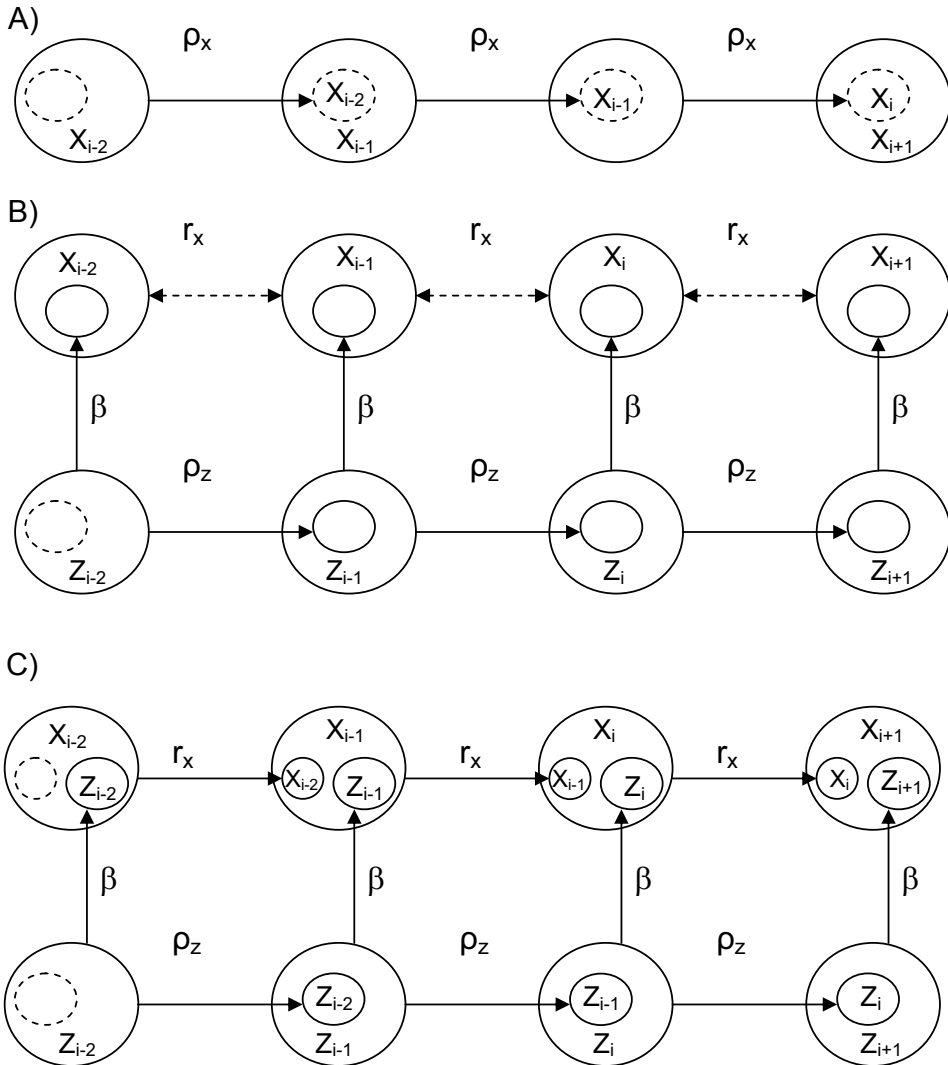 A)
ρx ρx ρx
Xi-2 Xi-1 Xi
Xi-2 Xi-1 Xi+1
B)
rx rx rx
Xi-2 Xi-1 Xi Xi+1
β β β β
ρz ρz ρz
Zi-2 Zi-1 Zi Zi+1
C)
Xi-2 Xi-1 Xi Xi+1
rx rx rx
Zi-2 Xi-2 Zi-1 Xi-1 Zi Xi Zi+1
β β β β
ρz ρz ρz
Zi-2 Zi-1 Zi
Zi-2 Zi-1 Zi Zi+1